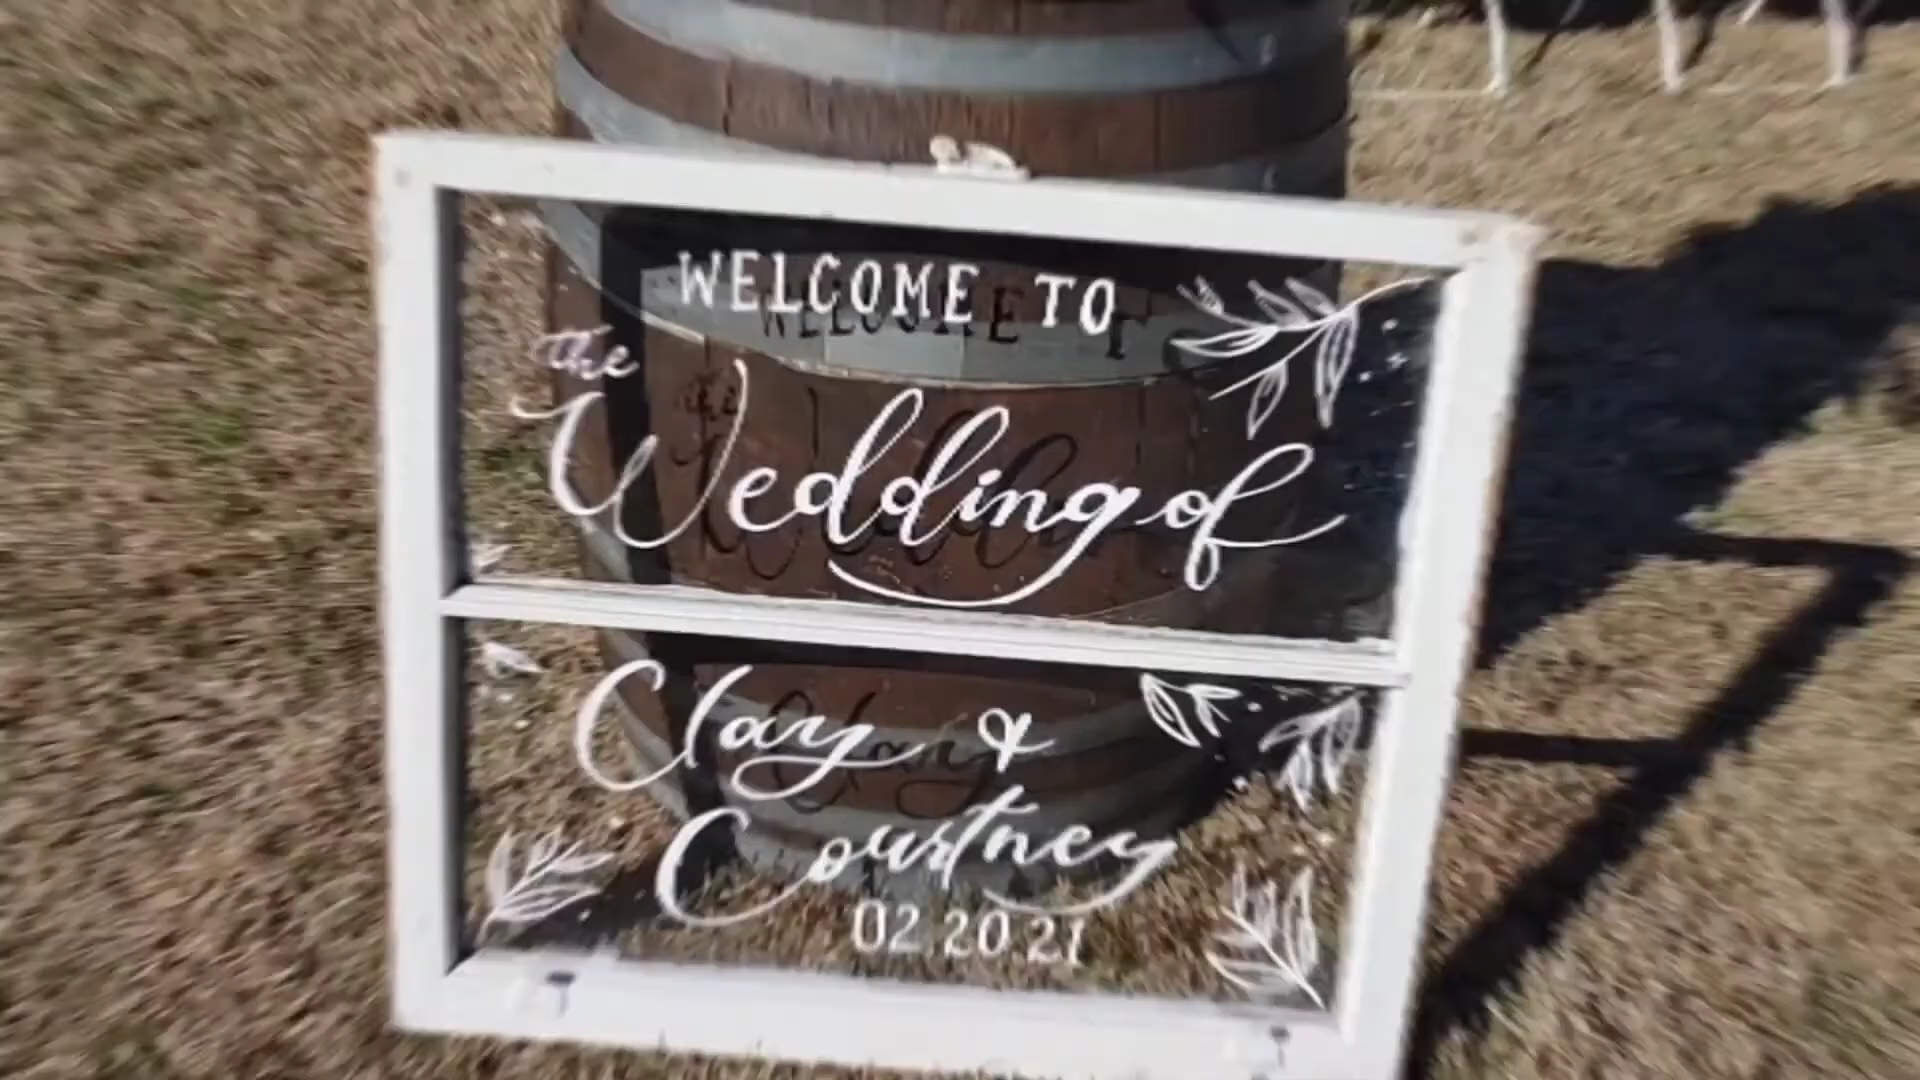 WELCOME TO
the
Wedding of
Clay &
Courtney
02.20.21